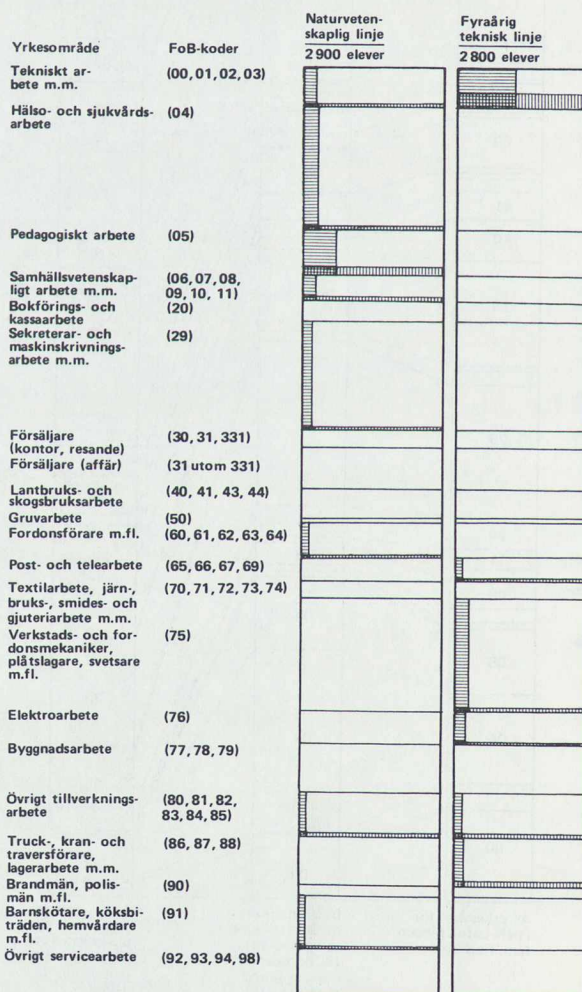 Naturveten-
skaplig linje
2 900 elever
Fyraårig
teknisk linje
2 800 elever
Yrkesområde FoB-koder
Tekniskt ar- (00, 01, 02, 03)
bete m.m.
Hälso- och sjukvårds- (04)
arbete
Pedagogiskt arbete (05)
Samhällsvetenskap- (06, 07, 08,
ligt arbete m.m. 09, 10, 11)
Bokförings- och (20)
kassaarbete
Sekreterar- och (29)
maskinskrivnings-
arbete m.m.
Försäljare (30, 31, 331)
(kontor, resande)
Försäljare (affär) (31 utom 331)
Lantbruks- och (40, 41, 43, 44)
skogsbruksarbete
Gruvarbete (50)
Fordonsförare m.fl. (60, 61, 62, 63, 64)
Post- och telearbete (65, 66, 67, 69)
Textilarbete, järn-, (70, 71, 72, 73, 74)
bruks-, smides- och
gjuteriarbete m.m.
Verkstads- och for- (75)
donsmekaniker,
plåtslagare, svetsare
m.fl.
Elektroarbete (76)
Byggnadsarbete (77, 78, 79)
Övrigt tillverknings- (80, 81, 82,
arbete 83, 84, 85)
Truck-, kran- och (86, 87, 88)
traversförare,
lagerarbete m.m.
Brandmän, polis- (90)
män m.fl.
Barnskötare, köksbi- (91)
träden, hemvårdare
m.fl.
Övrigt servicearbete (92, 93, 94, 98)